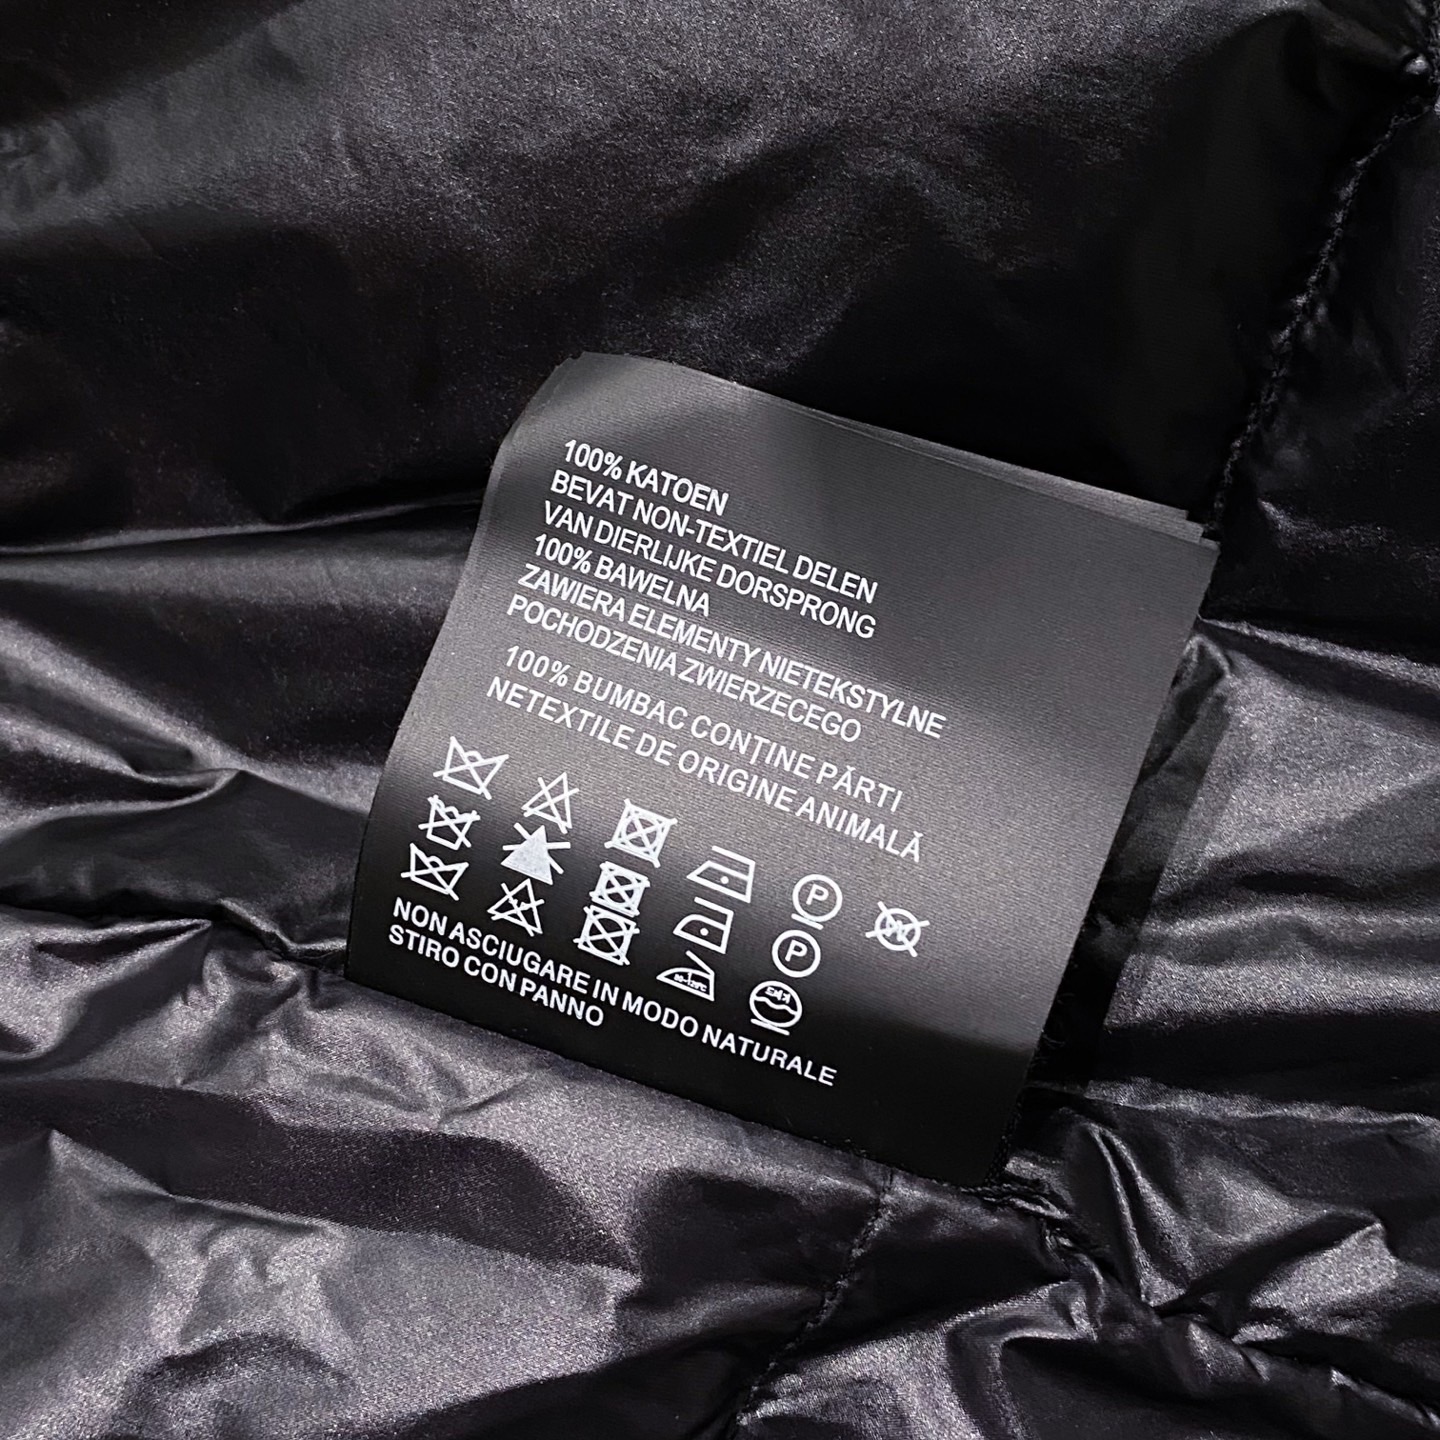 100% KATOEN
BEVAT NON-TEXTIEL DELEN
VAN DIERLIJKE DORSPRONG
100% BAWELNA
ZAWIERA ELEMENTY NIETEKSTYLNE
POCHODZENIA ZWIERZECEGO
100% BUMBAC CONȚINE PĂRTI
NETEXTILE DE ORIGINE ANIMALĂ
P
P
NON ASCIUGARE IN MODO NATURALE
STIRO CON PANNO